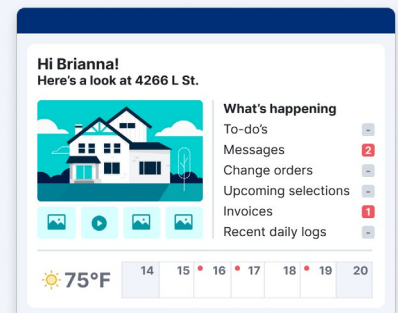 Hi Brianna!
Here's a look at 4266 L St.
What's happening
To-do's -
Messages 2
Change orders -
Upcoming selections -
Invoices 1
Recent daily logs -
75°F 14 15 16 17 18 19 20